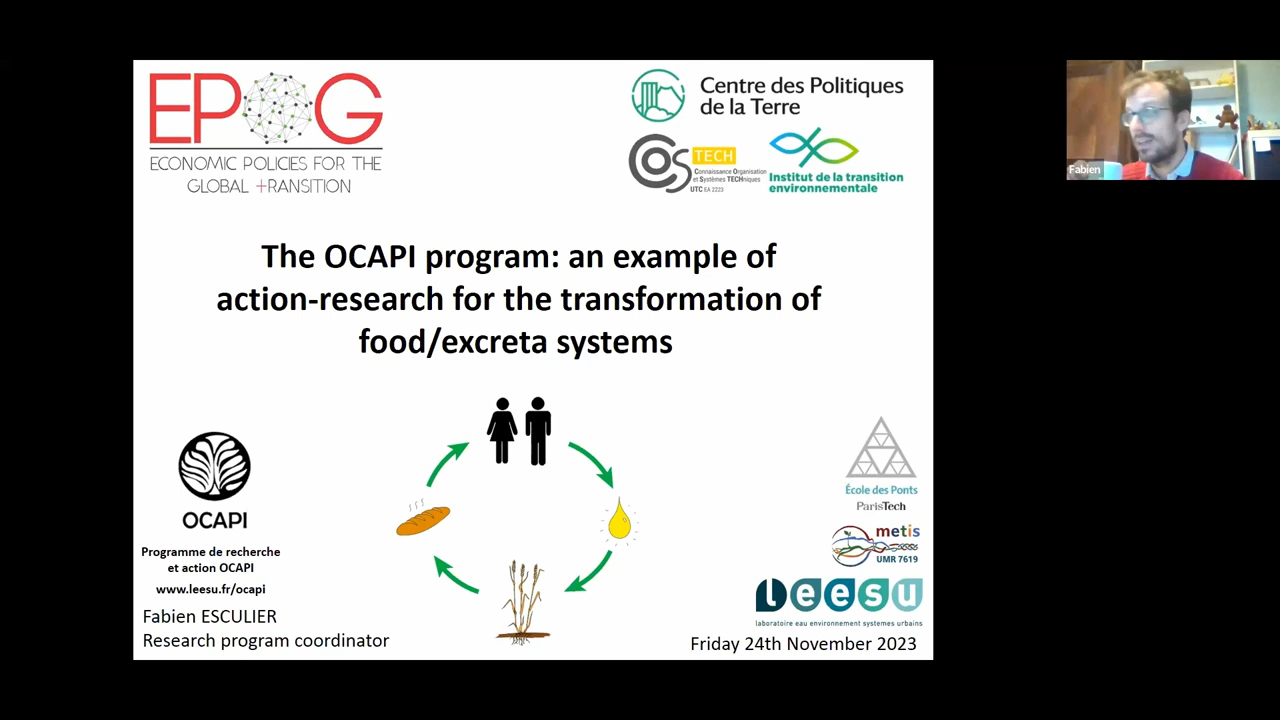 EPOG
ECONOMIC POLICIES FOR THE
GLOBAL +RANSITION
Centre des Politiques
de la Terre
COSTECH
Connaissance Organisation
et Systèmes TECHniques
UTC EA 2223
Institut de la transition
environnementale
Fabien
The OCAPI program: an example of
action-research for the transformation of
food/excreta systems
OCAPI
Programme de recherche
et action OCAPI
www.leesu.fr/ocapi
Fabien ESCULIER
Research program coordinator
École des Ponts
ParisTech
metis
UMR 7619
leesu
laboratoire eau environnement systemes urbains
Friday 24th November 2023